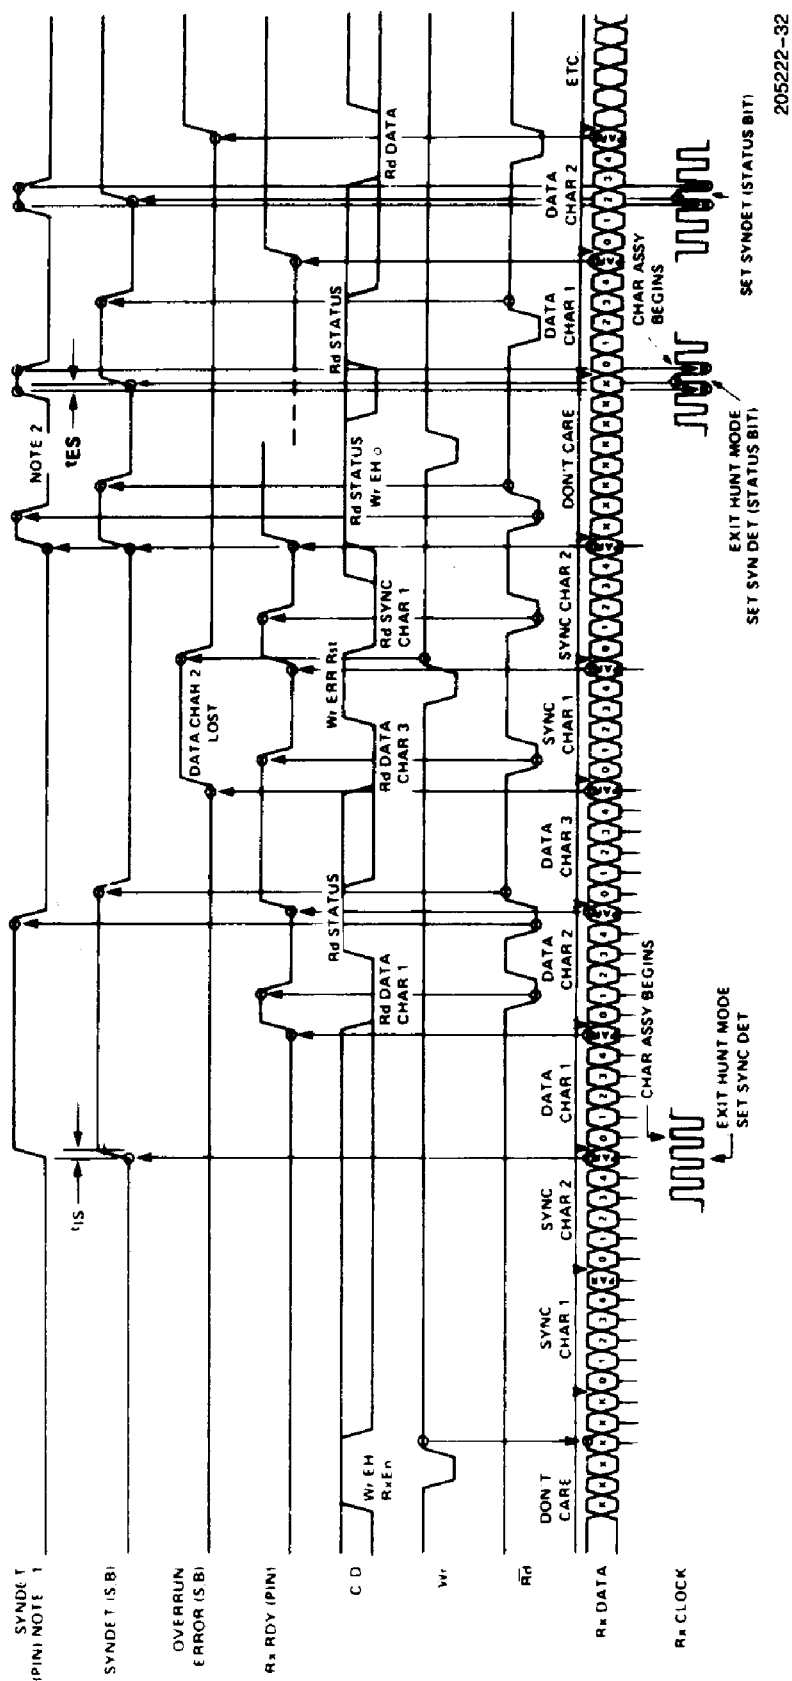 SYNDET
(PIN) NOTE 1
SYNDET (S.B)
OVERRUN
ERROR (S.B)
Rx RDY (PIN)
C D
Wr
Rd
Rx DATA
Rx CLOCK
tIS
NOTE 2
tES
DATA CHAR 2
LOST
Wr EH
RxEn
Rd DATA
CHAR 1
Rd STATUS
Rd DATA
CHAR 3
Wr ERR Rst
Rd SYNC
CHAR 1
Rd STATUS
Wr EH
Rd STATUS
Rd DATA
DON'T
CARE
SYNC
CHAR 1
SYNC
CHAR 2
DATA
CHAR 1
DATA
CHAR 2
DATA
CHAR 3
SYNC
CHAR 1
SYNC CHAR 2
DON'T CARE
DATA
CHAR 1
DATA
CHAR 2
ETC.
CHAR ASSY BEGINS
EXIT HUNT MODE
SET SYNC DET
CHAR ASSY
BEGINS
EXIT HUNT MODE
SET SYN DET (STATUS BIT)
SET SYNDET (STATUS BIT)
205222-32